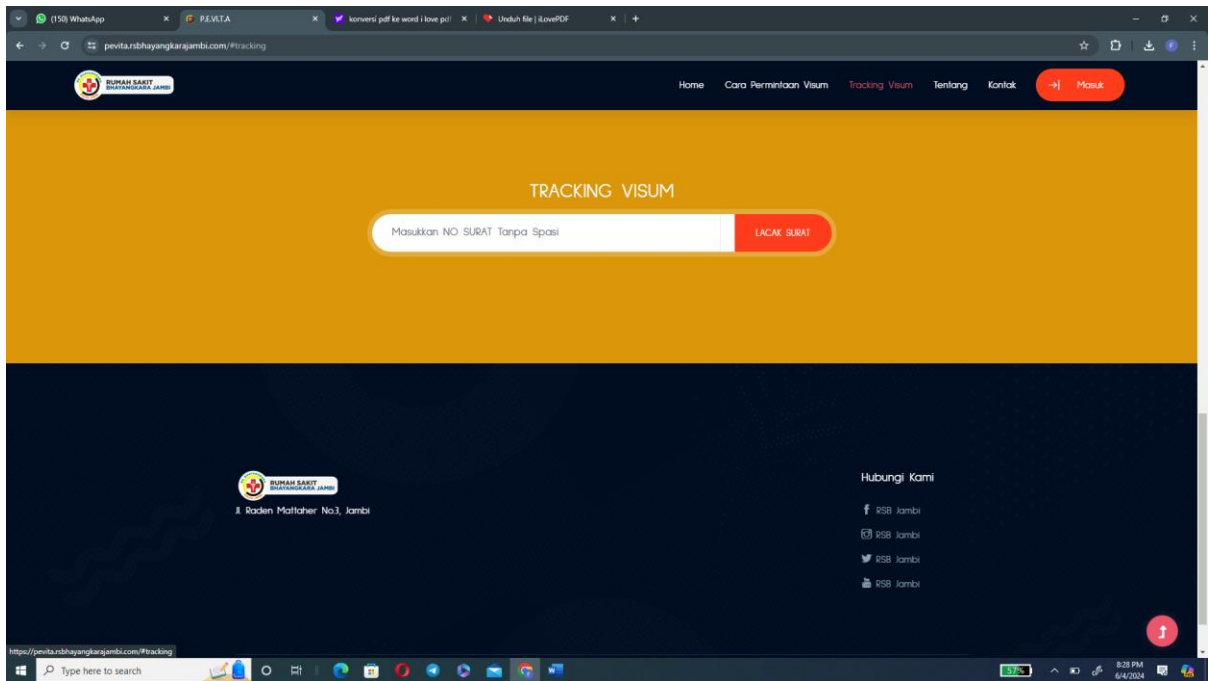 (150) WhatsApp
P.E.VI.T.A
konversi pdf ke word i love pdf
Unduh file | iLovePDF
pevita.rsbhayangkarajambi.com/#tracking
RUMAH SAKIT
BHAYANGKARA JAMBI
Home Cara Permintaan Visum Tracking Visum Tentang Kontak Masuk
TRACKING VISUM
Masukkan NO SURAT Tanpa Spasi
LACAK SURAT
RUMAH SAKIT
BHAYANGKARA JAMBI
Jl. Raden Mattaher No.3, Jambi
Hubungi Kami
RSB Jambi
RSB Jambi
RSB Jambi
RSB Jambi
https://pevita.rsbhayangkarajambi.com/#tracking
Type here to search
57%
8:28 PM
6/4/2024